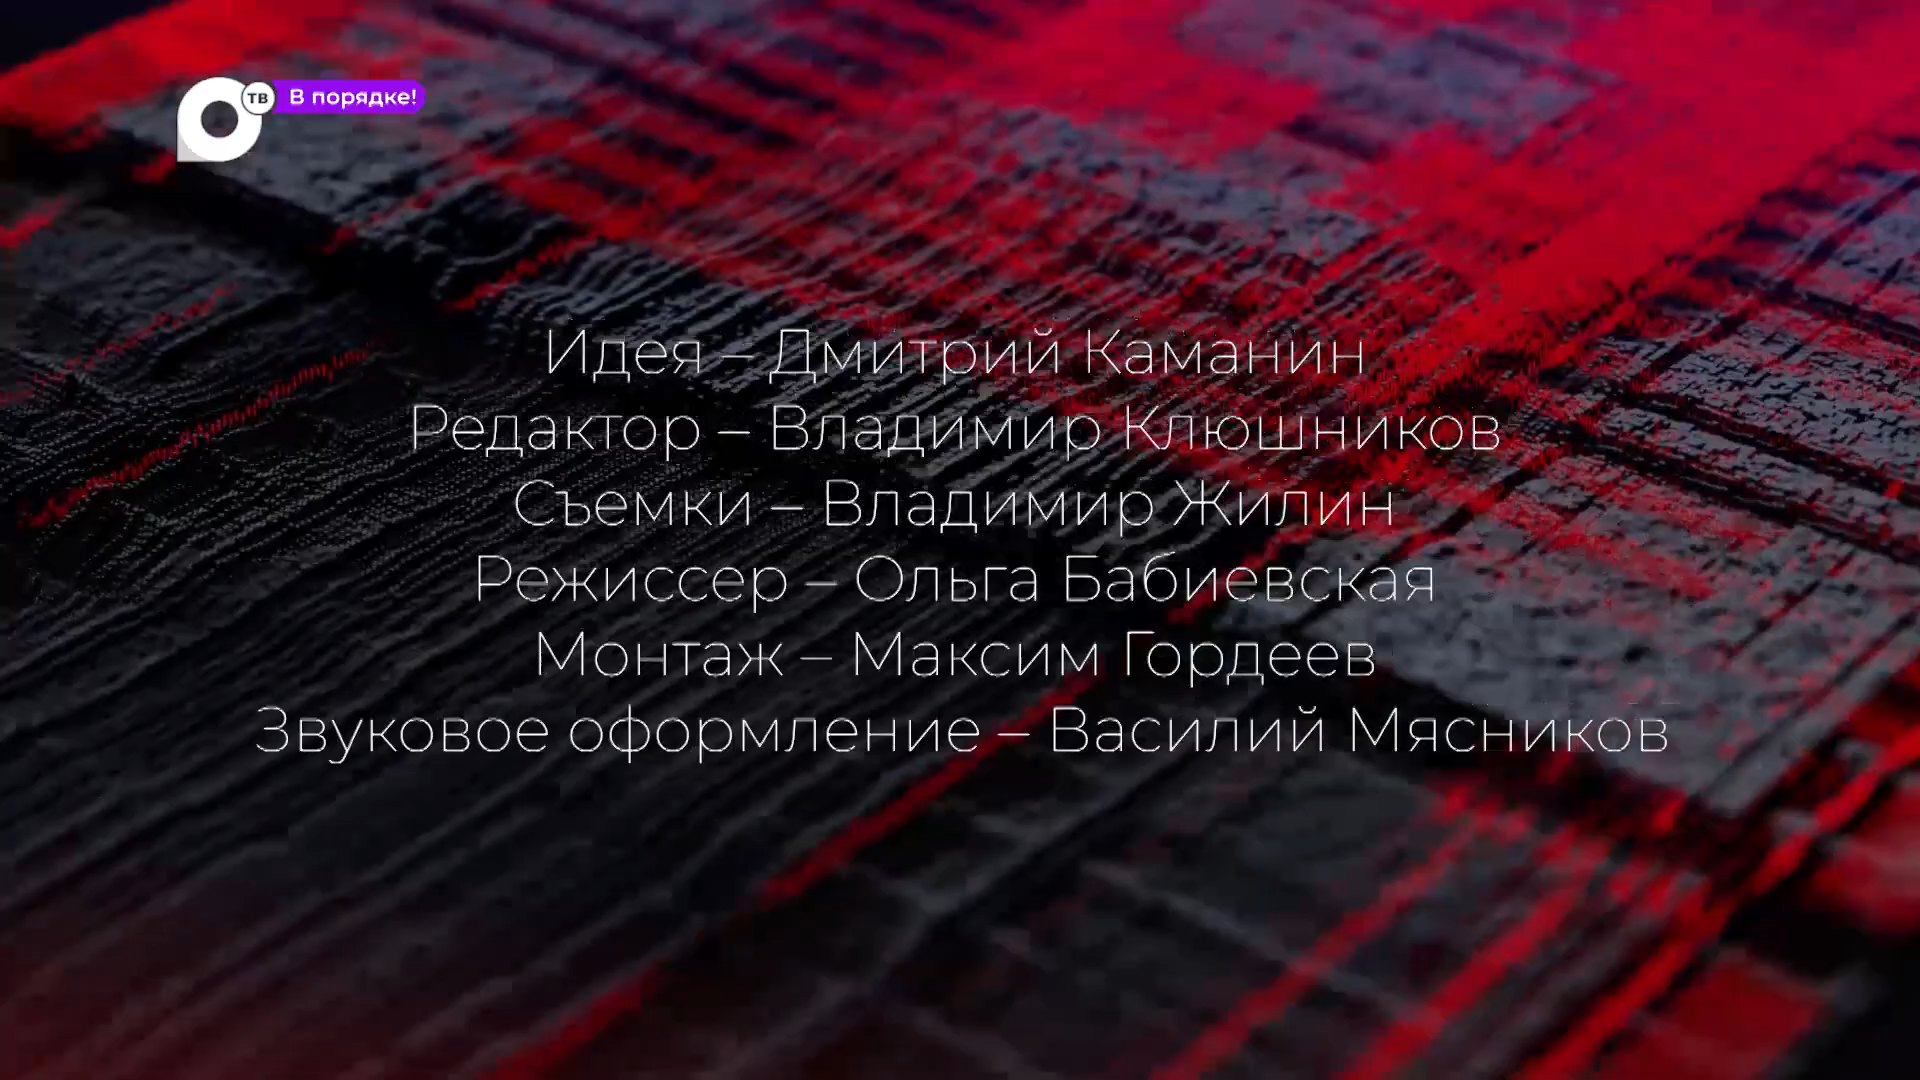 ТВ В порядке!
Идея – Дмитрий Каманин
Редактор – Владимир Клюшников
Съемки – Владимир Жилин
Режиссер – Ольга Бабиевская
Монтаж – Максим Гордеев
Звуковое оформление – Василий Мясников